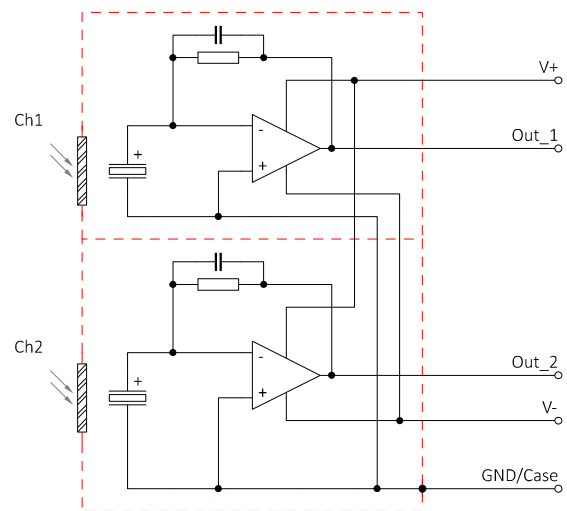 V+
Ch1
Out_1
+
-
+
Ch2
Out_2
+
-
+
V-
GND/Case